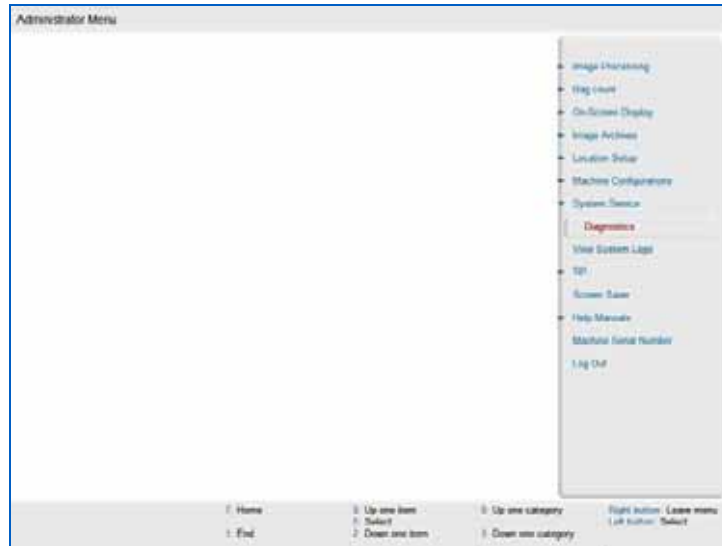 Administrator Menu
Image Processing
Bag count
On-Screen Display
Image Archives
Location Setup
Machine Configurations
System Service
Diagnostics
View System Logs
TIP
Screen Saver
Help Manuals
Machine Serial Number
Log Out
7 Home
8 Up one item
9 Up one category
Right button Leave menu
5 Select
Left button Select
1 End
2 Down one item
3 Down one category